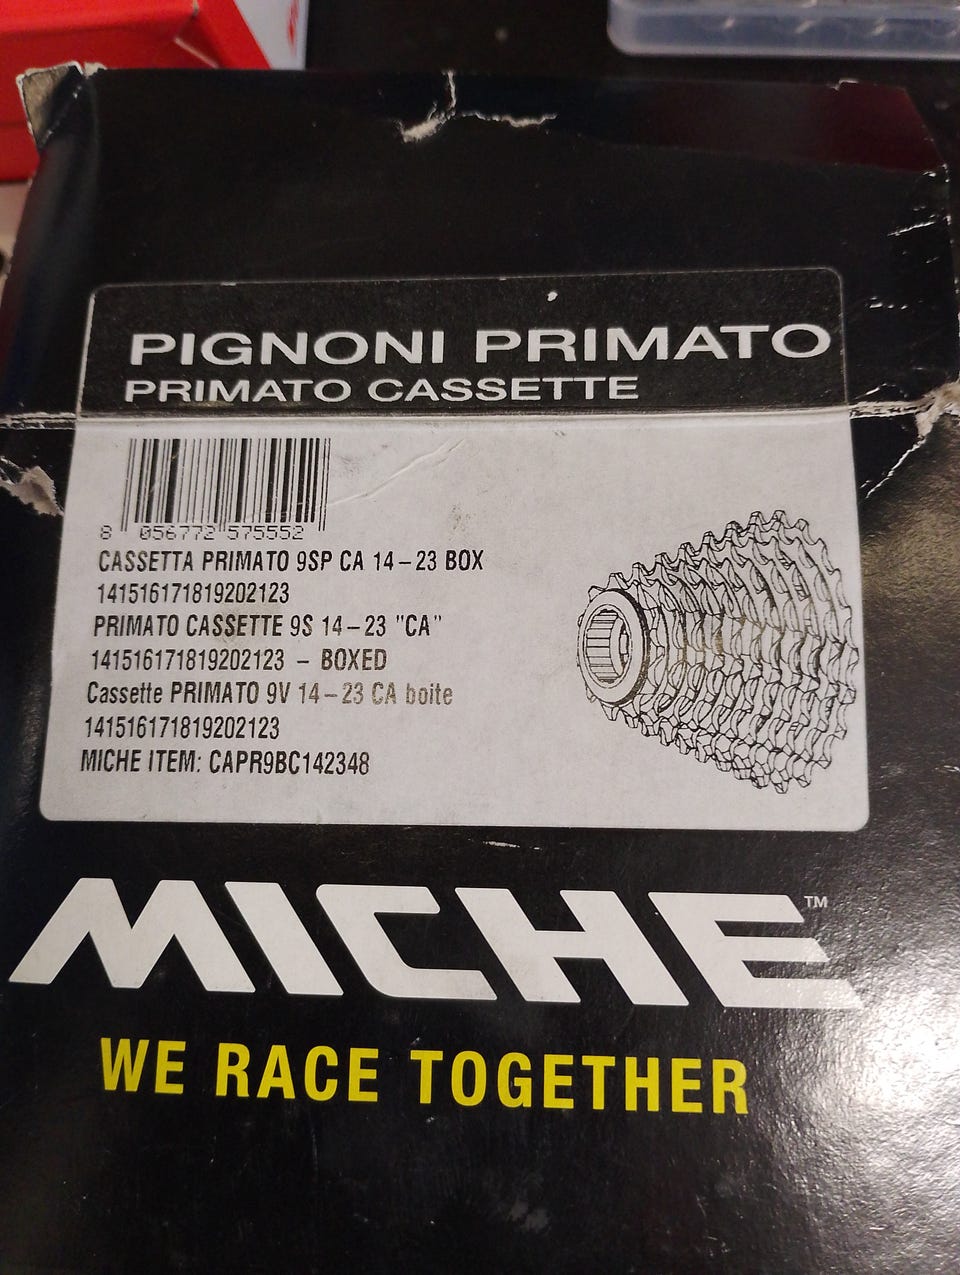 PIGNONI PRIMATO
PRIMATO CASSETTE
8 056772 575552
CASSETTA PRIMATO 9SP CA 14-23 BOX
141516171819202123
PRIMATO CASSETTE 9S 14-23 "CA"
141516171819202123 - BOXED
Cassette PRIMATO 9V 14-23 CA boite
141516171819202123
MICHE ITEM: CAPR9BC142348
MICHE™
WE RACE TOGETHER